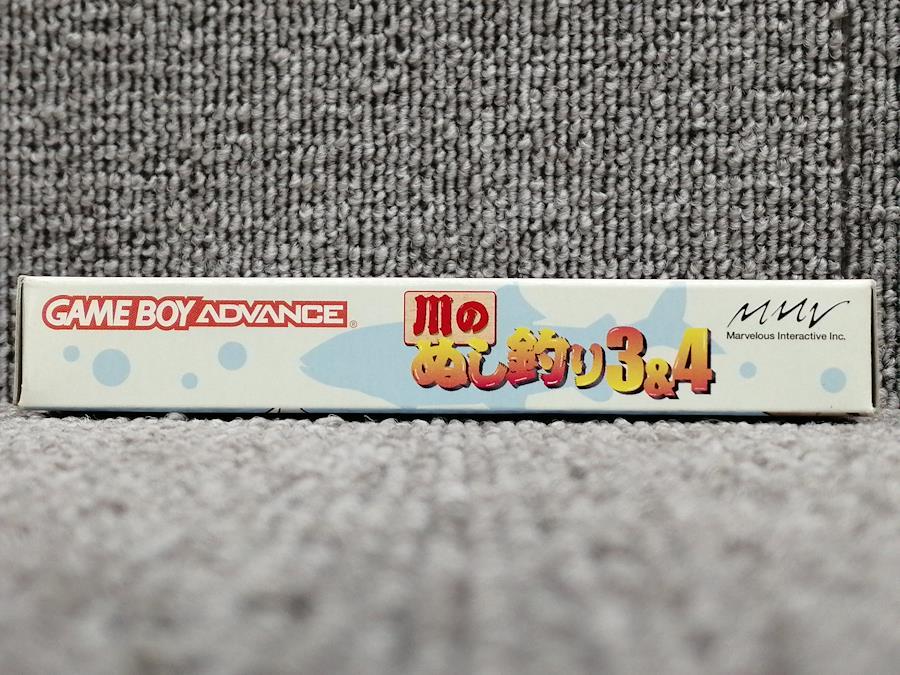 GAME BOY ADVANCE®
川の
ぬし釣り3&4
MMV
Marvelous Interactive Inc.